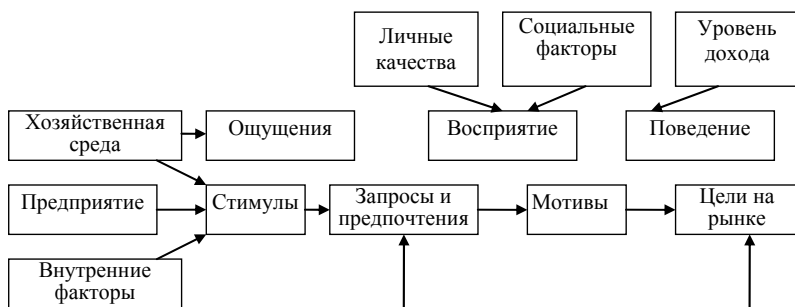 Личные
качества
Социальные
факторы
Уровень
дохода
Хозяйственная
среда
Ощущения
Восприятие
Поведение
Предприятие
Стимулы
Запросы и
предпочтения
Мотивы
Цели на
рынке
Внутренние
факторы